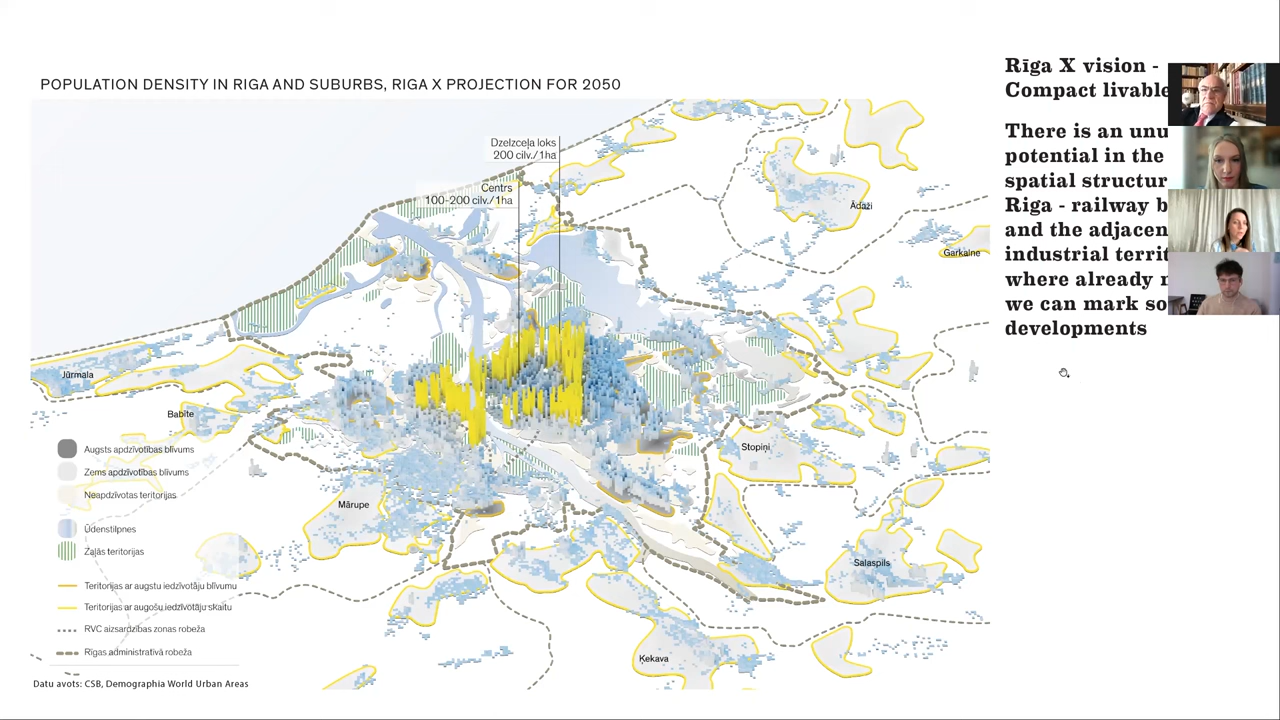 POPULATION DENSITY IN RIGA AND SUBURBS, RIGA X PROJECTION FOR 2050
Dzelzceļa loks
200 cilv./1ha
Centrs
100-200 cilv./1ha
Ādaži
Garkalne
Jūrmala
Babīte
Stopiņi
Mārupe
Salaspils
Ķekava
Augsts apdzīvotības blīvums
Zems apdzīvotības blīvums
Neapdzīvotas teritorijas
Ūdenstilpnes
Zaļās teritorijas
Teritorijas ar augstu iedzīvotāju blīvumu
Teritorijas ar augošu iedzīvotāju skaitu
RVC aizsardzības zonas robeža
Rīgas administratīvā robeža
Datu avots: CSB, Demographia World Urban Areas
Rīga X vision -
Compact livable
There is an unu
potential in the
spatial structur
Riga - railway b
and the adjacen
industrial territ
where already
we can mark so
developments